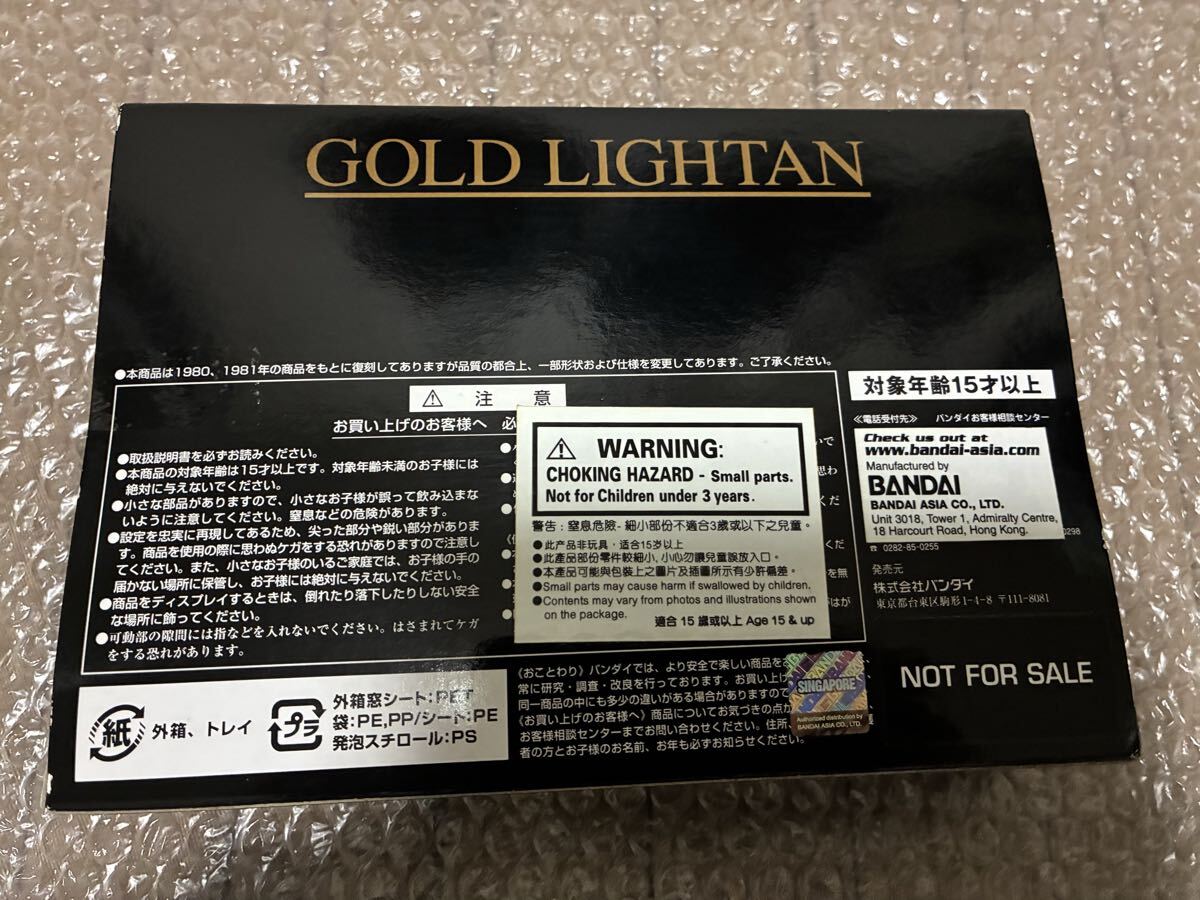 GOLD LIGHTAN
●本商品は1980、1981年の商品をもとに復刻してありますが品質の都合上、一部形状および仕様を変更してあります。ご了承ください。
⚠ 注 意
お買い上げのお客様へ 必
●取扱説明書を必ずお読みください。
●本商品の対象年齢は15才以上です。対象年齢未満のお子様には
絶対に与えないでください。
●小さな部品がありますので、小さなお子様が誤って飲み込まな
いように注意してください。窒息などの危険があります。
●設定を忠実に再現してあるため、尖った部分や鋭い部分がありま
す。商品を使用の際に思わぬケガをする恐れがありますので注意し
てください。また、小さなお子様のいるご家庭では、お子様の手の
届かない場所に保管し、お子様には絶対に与えないでください。
●商品をディスプレイするときは、倒れたり落下したりしない安全
な場所に飾ってください。
●可動部の隙間には指などを入れないでください。はさまれてケガ
をする恐れがあります。
⚠ WARNING:
CHOKING HAZARD - Small parts.
Not for Children under 3 years.
警告：窒息危險﹣細小部份不適合3歲或以下之兒童。
●此产品非玩具，适合15岁以上
●此產品部份零件較細小，小心勿讓兒童誤放入口。
●本產品可能與包裝上之圖片及插圖所示有少許偏差。
●Small parts may cause harm if swallowed by children.
●Contents may vary from photos and illustrations shown
on the package.
適合 15 歲或以上 Age 15 & up
対象年齢15才以上
≪電話受付先≫ バンダイお客様相談センター
Check us out at
www.bandai-asia.com
Manufactured by
BANDAI
BANDAI ASIA CO., LTD.
Unit 3018, Tower 1, Admiralty Centre,
18 Harcourt Road, Hong Kong.
0298
☎ 0282-85-0255
発売元
株式会社バンダイ
東京都台東区駒形1-4-8 〒111-8081
NOT FOR SALE
紙 外箱、トレイ
プラ 外箱窓シート:PET
袋:PE,PP/シート:PE
発泡スチロール:PS
《おことわり》バンダイでは、より安全で楽しい商品を
常に研究・調査・改良を行っております。お買い上げ
同一商品の中にも多少の違いがある場合がありますので
《お買い上げのお客様へ》商品についてお気づきの点が
相談センターまでお問い合わせください。住所、
者の方とお子様のお名前、お年も必ずお知らせください。
SINGAPORE
Authorized distribution by
BANDAI ASIA CO., LTD.